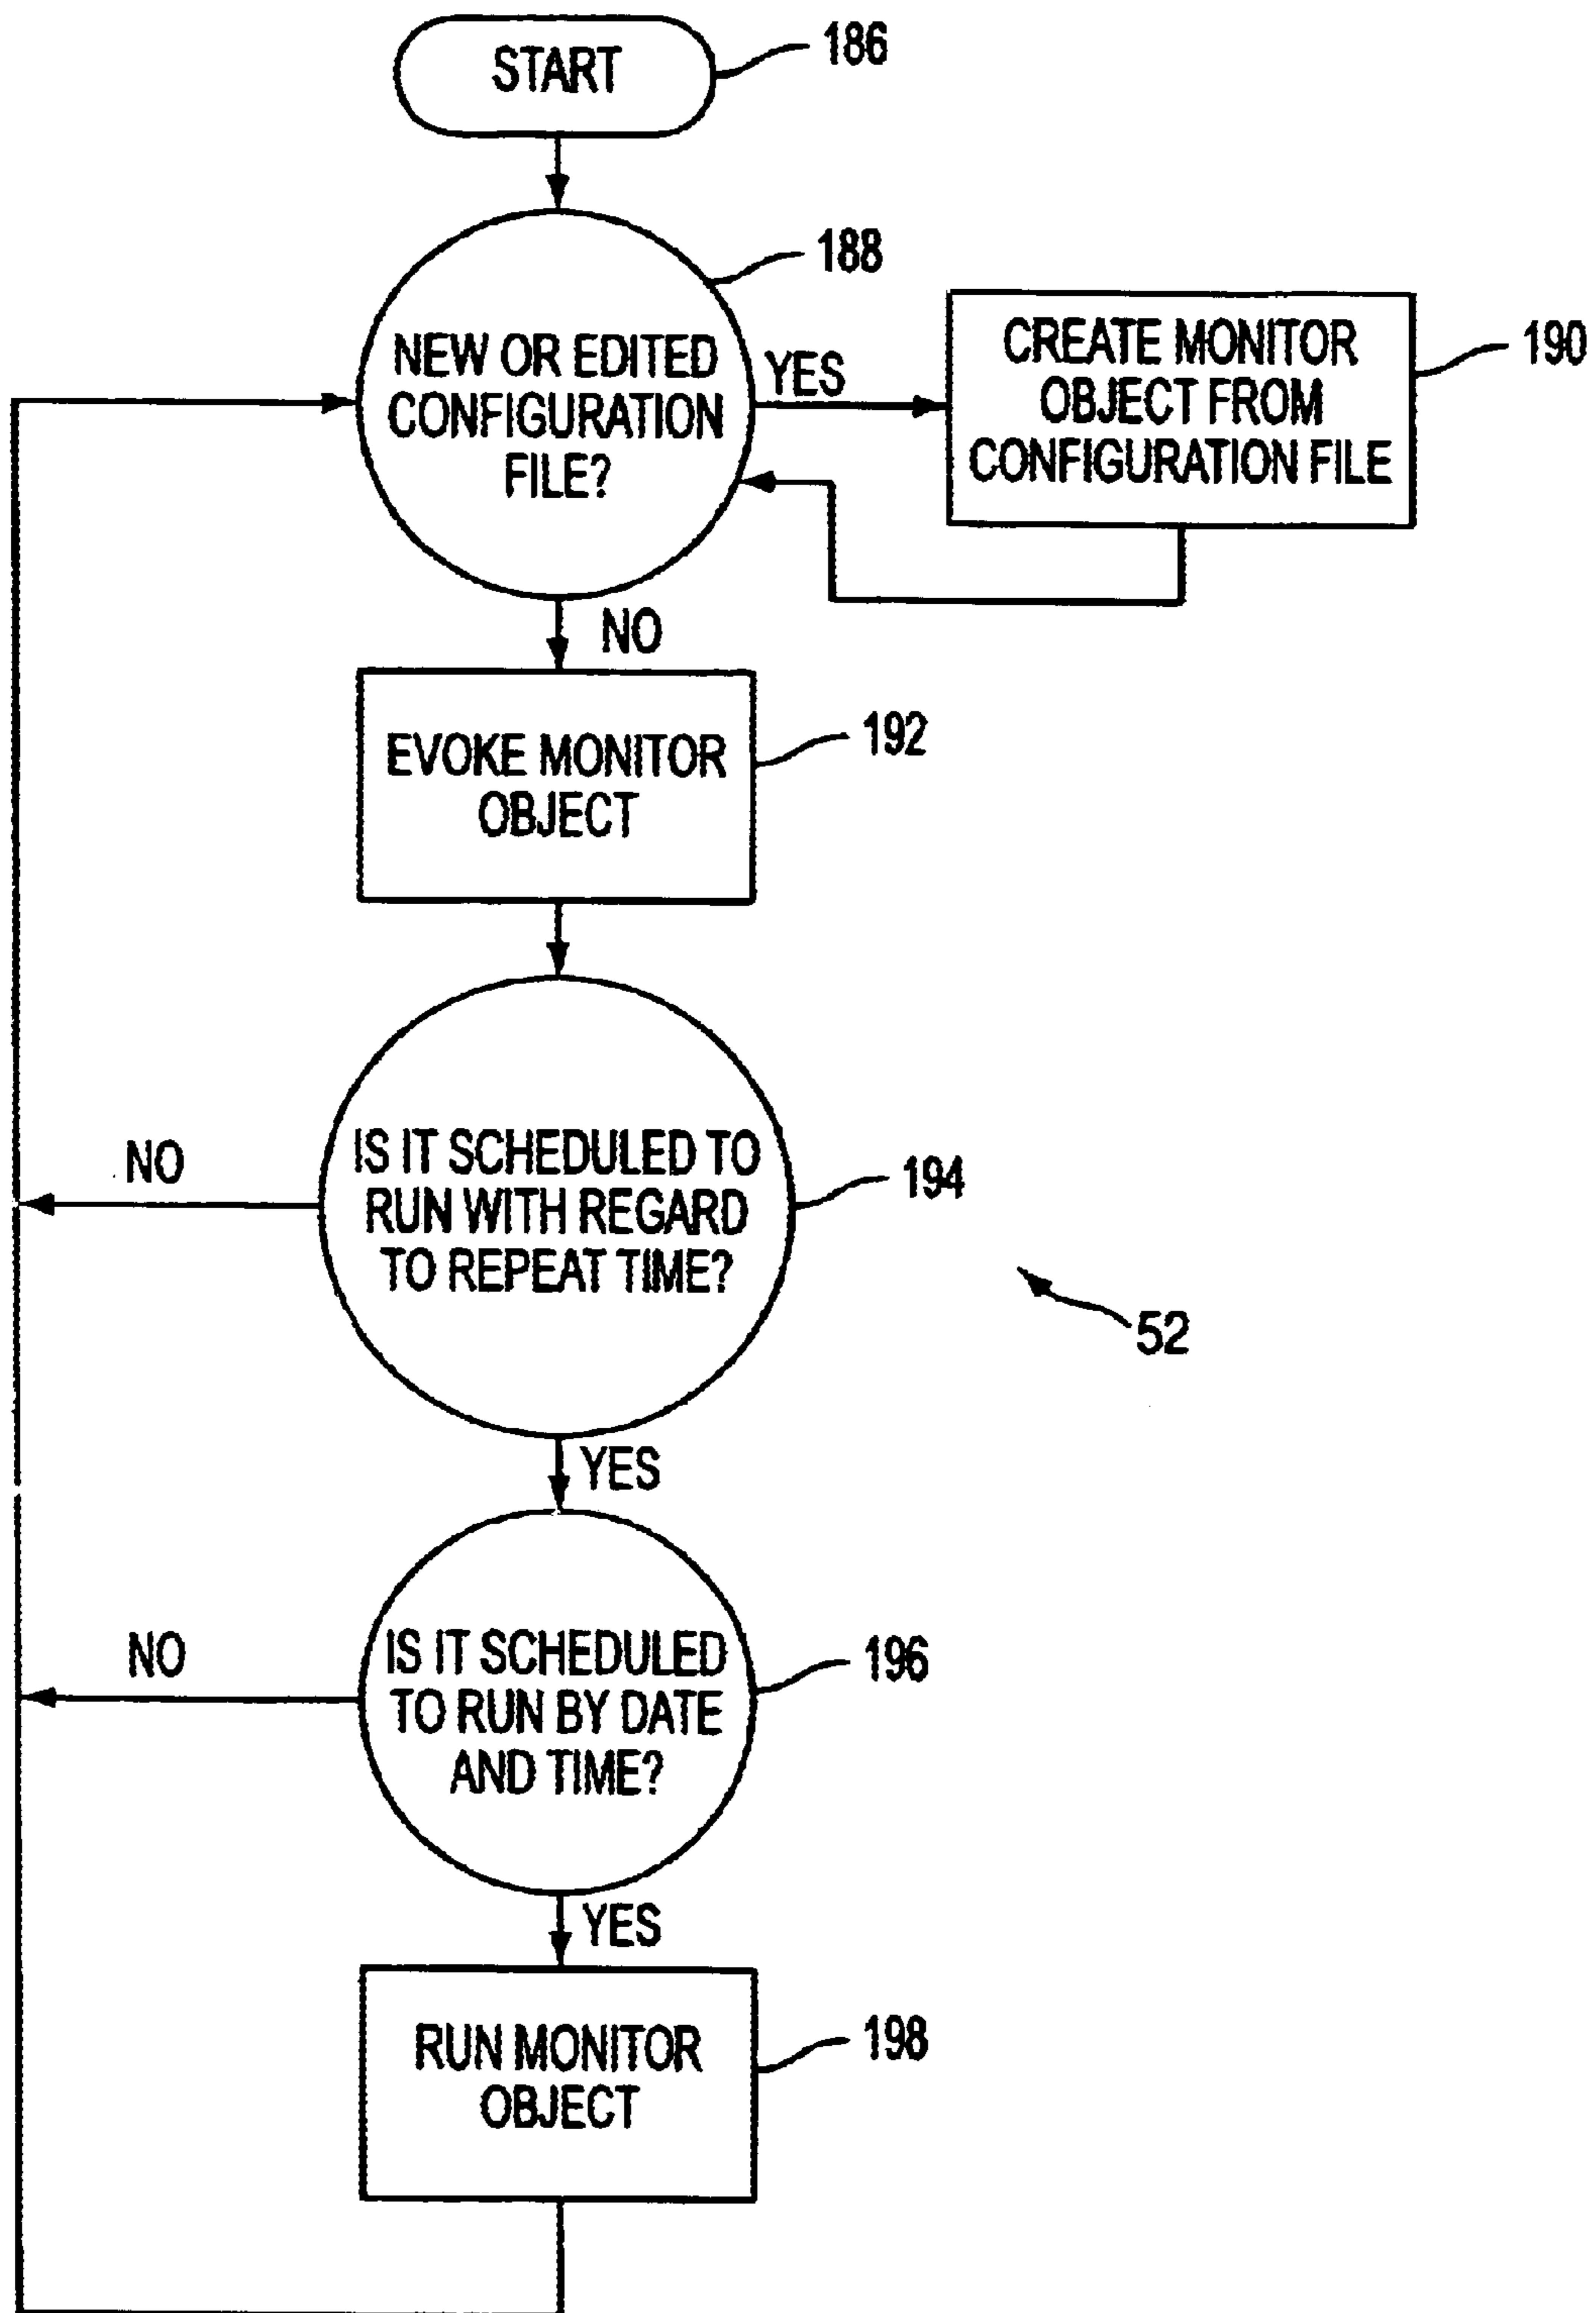 START
186
188
NEW OR EDITED
CONFIGURATION
FILE?
YES
CREATE MONITOR
OBJECT FROM
CONFIGURATION FILE
190
NO
EVOKE MONITOR
OBJECT
192
NO
IS IT SCHEDULED TO
RUN WITH REGARD
TO REPEAT TIME?
194
52
YES
NO
IS IT SCHEDULED
TO RUN BY DATE
AND TIME?
196
YES
RUN MONITOR
OBJECT
198